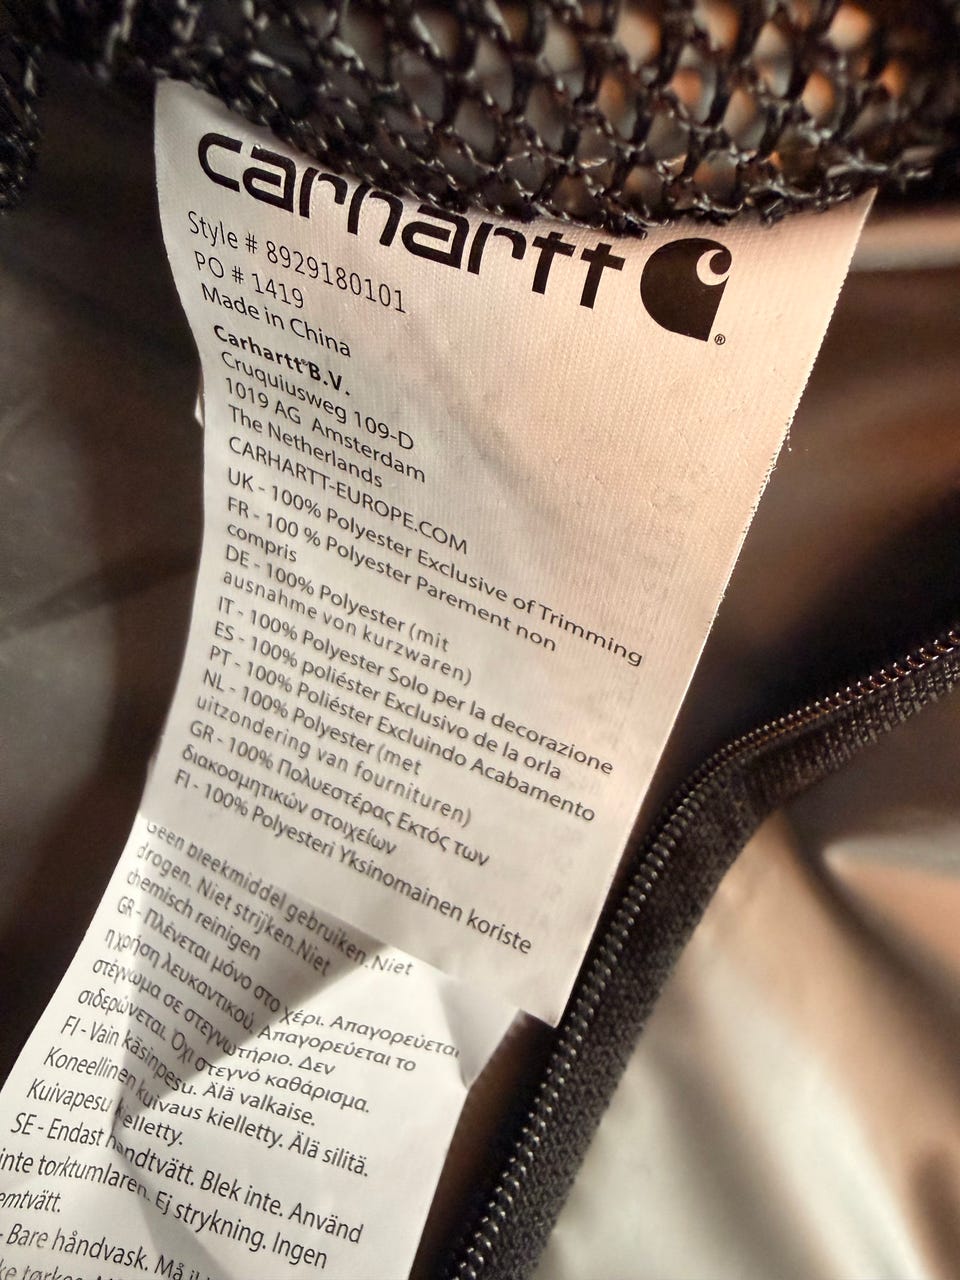 carhartt
Style # 8929180101
PO # 1419
Made in China
Carhartt® B.V.
Cruquiusweg 109-D
1019 AG Amsterdam
The Netherlands
CARHARTT-EUROPE.COM
UK - 100% Polyester Exclusive of Trimming
FR - 100 % Polyester Parement non
compris
DE - 100% Polyester (mit
ausnahme von kurzwaren)
IT - 100% Polyester Solo per la decorazione
ES - 100% poliéster Exclusivo de la orla
PT - 100% Poliéster Excluindo Acabamento
NL - 100% Polyester (met
uitzondering van fournituren)
GR - 100% Πολυεστέρας Εκτός των
διακοσμητικών στοιχείων
FI - 100% Polyesteri Yksinomainen koriste
Geen bleekmiddel gebruiken. Niet
drogen. Niet strijken. Niet
chemisch reinigen
GR - Πλένεται μόνο στο χέρι. Απαγορεύεται
η χρήση λευκαντικού. Απαγορεύεται το
στέγνωμα σε στεγνωτήριο. Δεν
σιδερώνεται. Όχι στεγνό καθάρισμα.
FI - Vain käsinpesu. Älä valkaise.
Koneellinen kuivaus kielletty. Älä silitä.
Kuivapesu kielletty.
SE - Endast handtvätt. Blek inte. Använd
inte torktumlaren. Ej strykning. Ingen
emtvätt.
- Bare håndvask. Må